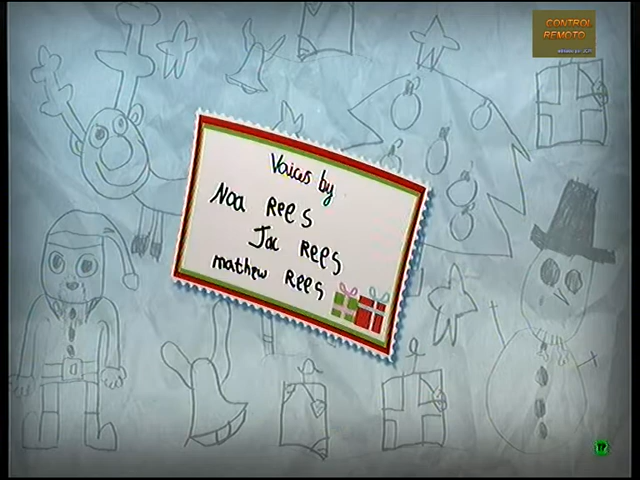 CONTROL
REMOTO
Voices by
Noa Rees
Jac Rees
mathew Rees